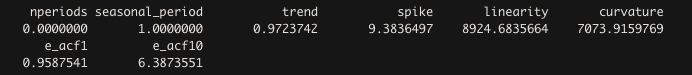 nperiods seasonal_period trend spike linearity curvature
0.0000000 1.0000000 0.9723742 9.3836497 8924.6835664 7073.9159769
e_acf1 e_acf10
0.9587541 6.3873551